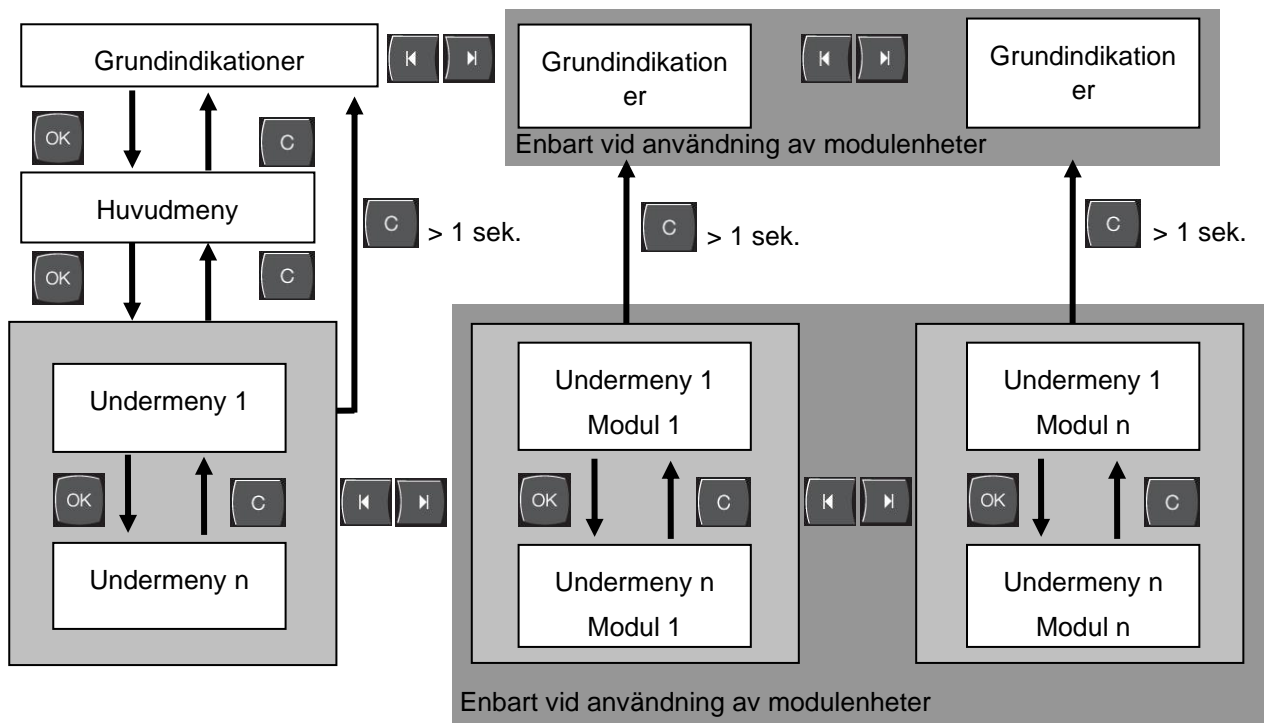 Grundindikationer
Grundindikation
er
Grundindikation
er
Enbart vid användning av modulenheter
OK
C
Huvudmeny
C
> 1 sek.
C
> 1 sek.
C
> 1 sek.
OK
C
Undermeny 1
Undermeny 1
Modul 1
Undermeny 1
Modul n
OK
C
OK
C
OK
C
Undermeny n
Undermeny n
Modul 1
Undermeny n
Modul n
Enbart vid användning av modulenheter